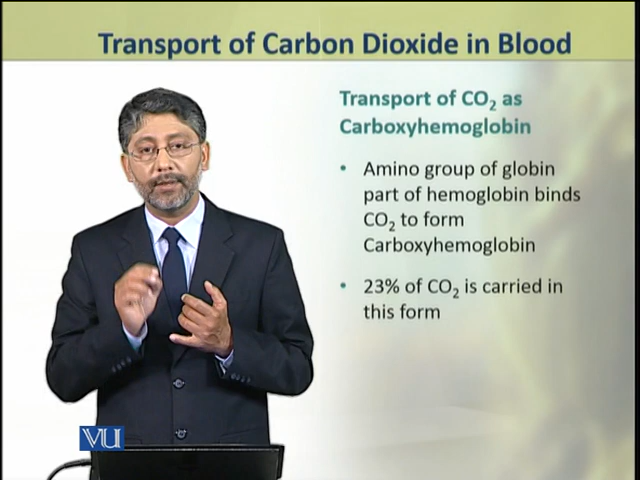 Transport of Carbon Dioxide in Blood
Transport of CO₂ as
Carboxyhemoglobin
• Amino group of globin
part of hemoglobin binds
CO₂ to form
Carboxyhemoglobin
• 23% of CO₂ is carried in
this form
VU